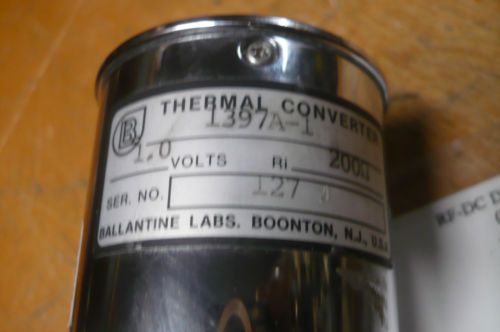 THERMAL CONVERTER
1397A-1
1.0 VOLTS Ri 200Ω
SER. NO. 127
BALLANTINE LABS. BOONTON, N.J., U.S.A
RF-DC D